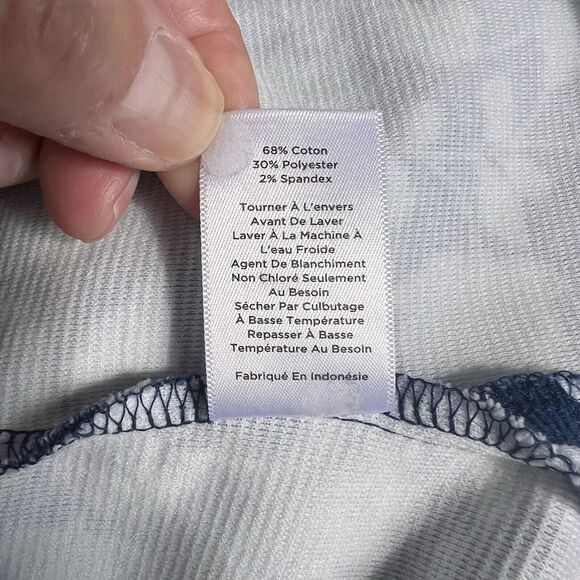 68% Coton
30% Polyester
2% Spandex
Tourner À L'envers
Avant De Laver
Laver À La Machine À
L'eau Froide
Agent De Blanchiment
Non Chloré Seulement
Au Besoin
Sécher Par Culbutage
À Basse Température
Repasser À Basse
Température Au Besoin
Fabriqué En Indonésie